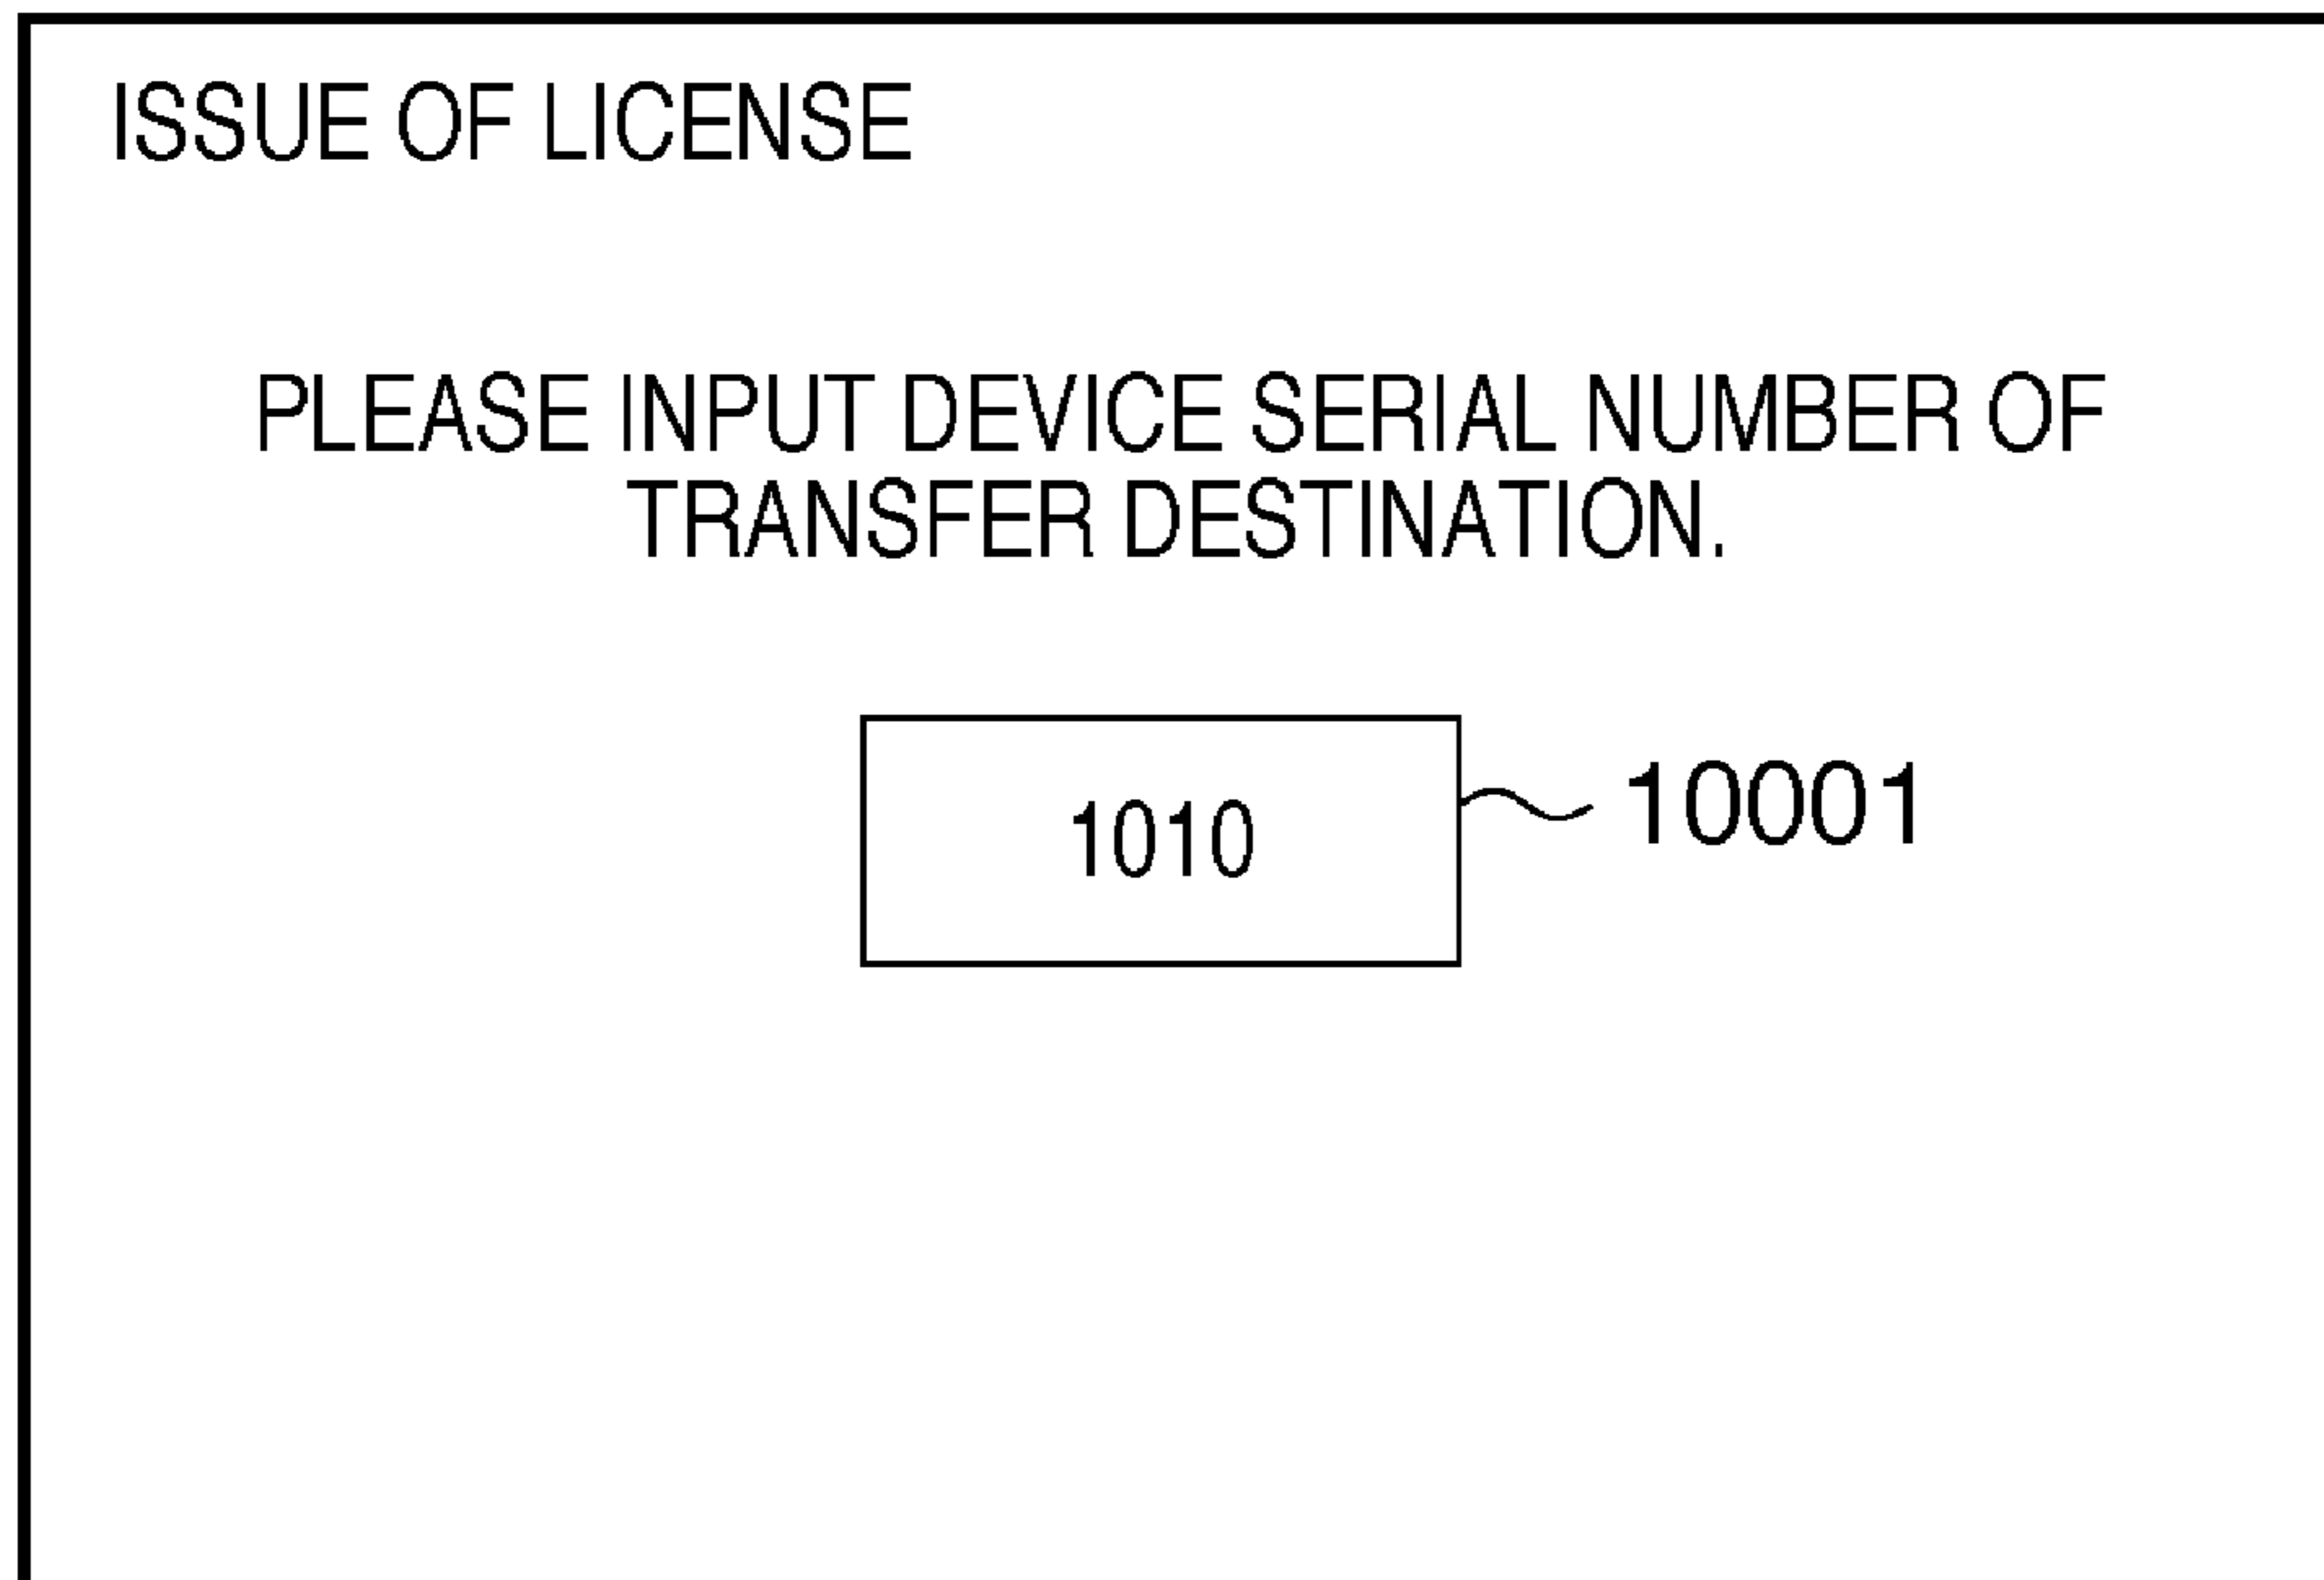 ISSUE OF LICENSE
PLEASE INPUT DEVICE SERIAL NUMBER OF
TRANSFER DESTINATION.
1010
10001